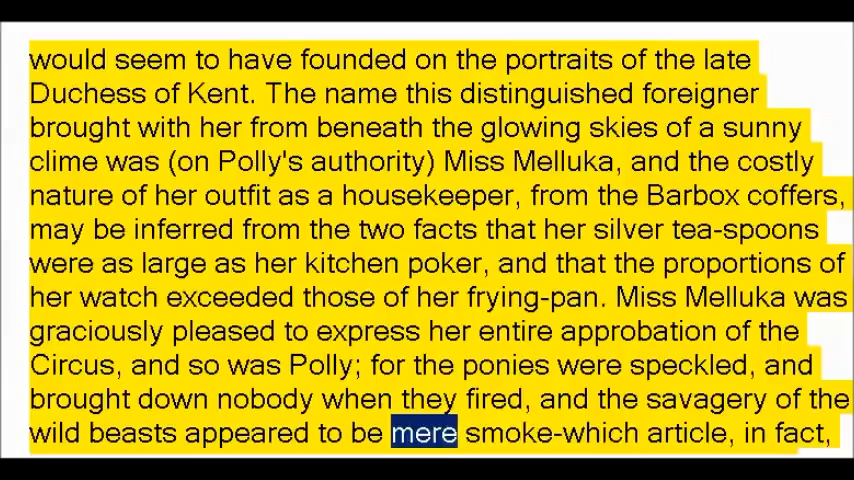 would seem to have founded on the portraits of the late
Duchess of Kent. The name this distinguished foreigner
brought with her from beneath the glowing skies of a sunny
clime was (on Polly's authority) Miss Melluka, and the costly
nature of her outfit as a housekeeper, from the Barbox coffers,
may be inferred from the two facts that her silver tea-spoons
were as large as her kitchen poker, and that the proportions of
her watch exceeded those of her frying-pan. Miss Melluka was
graciously pleased to express her entire approbation of the
Circus, and so was Polly; for the ponies were speckled, and
brought down nobody when they fired, and the savagery of the
wild beasts appeared to be mere smoke-which article, in fact,